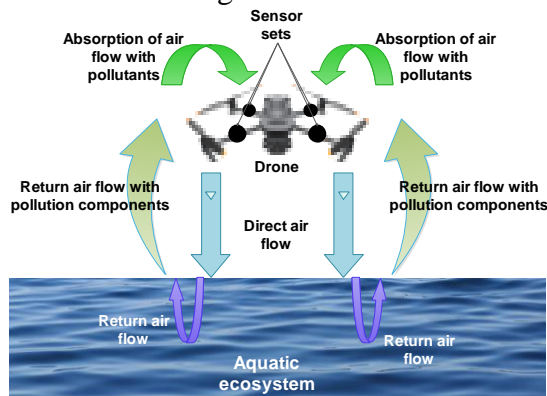 Sensor
sets
Absorption of air
flow with
pollutants
Absorption of air
flow with
pollutants
Drone
Return air flow with
pollution components
Return air flow with
pollution components
Direct air
flow
Return air
flow
Return air
flow
Aquatic
ecosystem